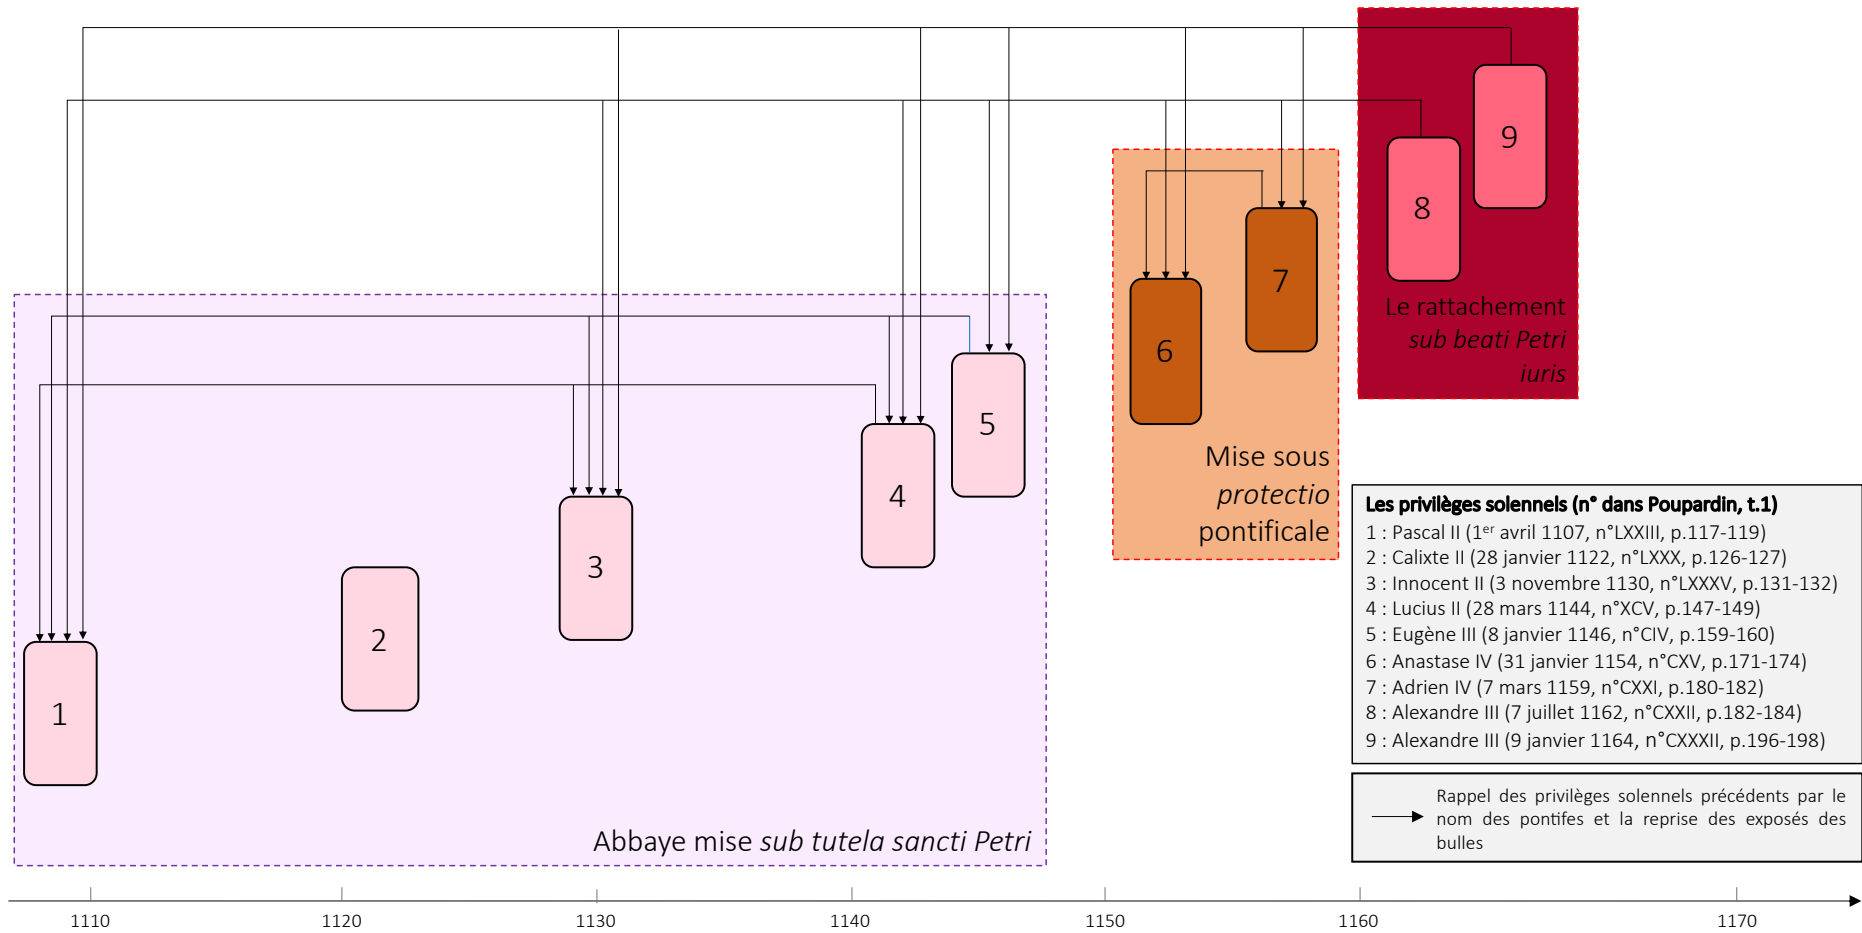 9
8
7
6
5
4
3
2
1
Le rattachement
sub beati Petri
iuris
Mise sous
protectio
pontificale
Abbaye mise sub tutela sancti Petri
Les privilèges solennels (n° dans Poupardin, t.1)
1 : Pascal II (1er avril 1107, n°LXXIII, p.117-119)
2 : Calixte II (28 janvier 1122, n°LXXX, p.126-127)
3 : Innocent II (3 novembre 1130, n°LXXXV, p.131-132)
4 : Lucius II (28 mars 1144, n°XCV, p.147-149)
5 : Eugène III (8 janvier 1146, n°CIV, p.159-160)
6 : Anastase IV (31 janvier 1154, n°CXV, p.171-174)
7 : Adrien IV (7 mars 1159, n°CXXI, p.180-182)
8 : Alexandre III (7 juillet 1162, n°CXXII, p.182-184)
9 : Alexandre III (9 janvier 1164, n°CXXXII, p.196-198)
Rappel des privilèges solennels précédents par le
nom des pontifes et la reprise des exposés des
bulles
1110
1120
1130
1140
1150
1160
1170